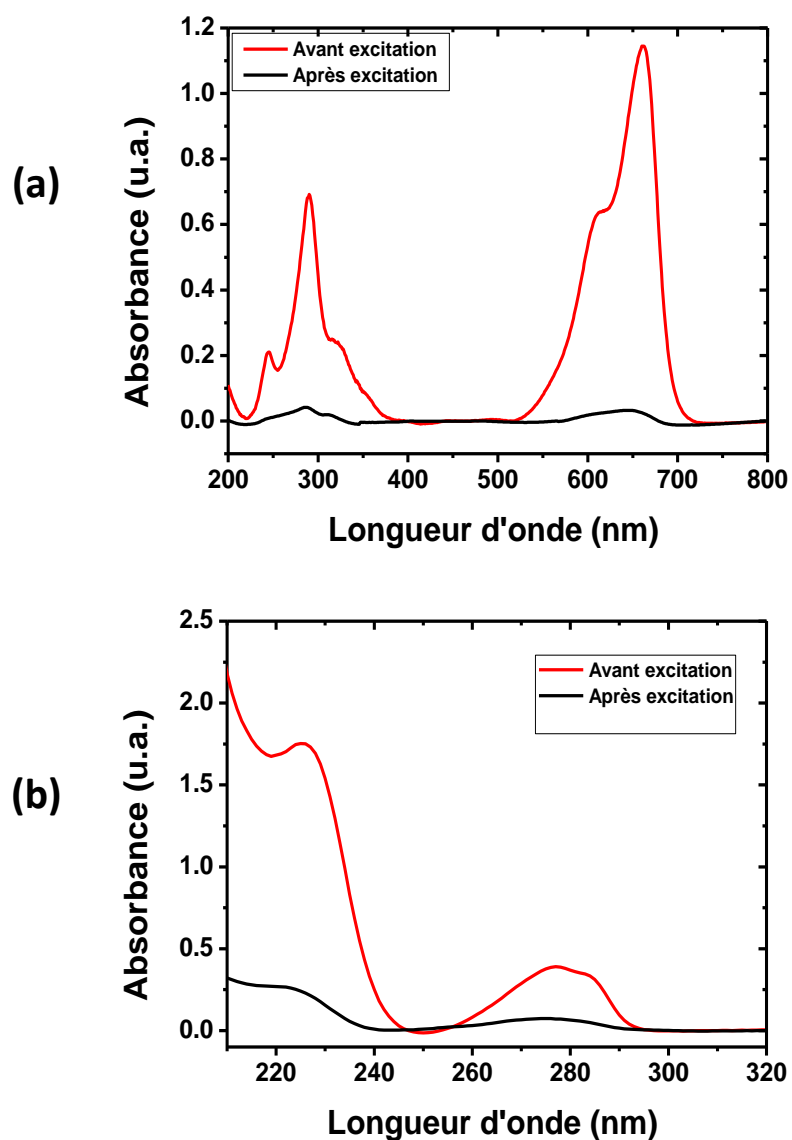 (a)
Absorbance (u.a.)
1.2
1.0
0.8
0.6
0.4
0.2
0.0
Avant excitation
Après excitation
200 300 400 500 600 700 800
Longueur d'onde (nm)
(b)
Absorbance (u.a.)
2.5
2.0
1.5
1.0
0.5
0.0
Avant excitation
Après excitation
220 240 260 280 300 320
Longueur d'onde (nm)